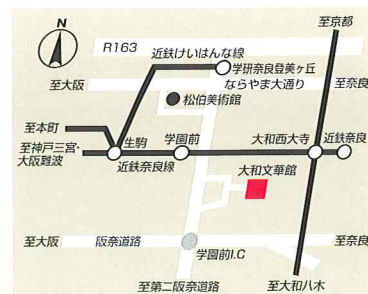 N
至京都
R163
近鉄けいはんな線
学研奈良登美ヶ丘
至大阪
ならやま大通り
至奈良
松伯美術館
至本町
生駒
学園前
大和西大寺
近鉄奈良
至神戸三宮・
大阪難波
近鉄奈良線
大和文華館
至大阪
阪奈道路
至奈良
学園前I.C
至第二阪奈道路
至大和八木